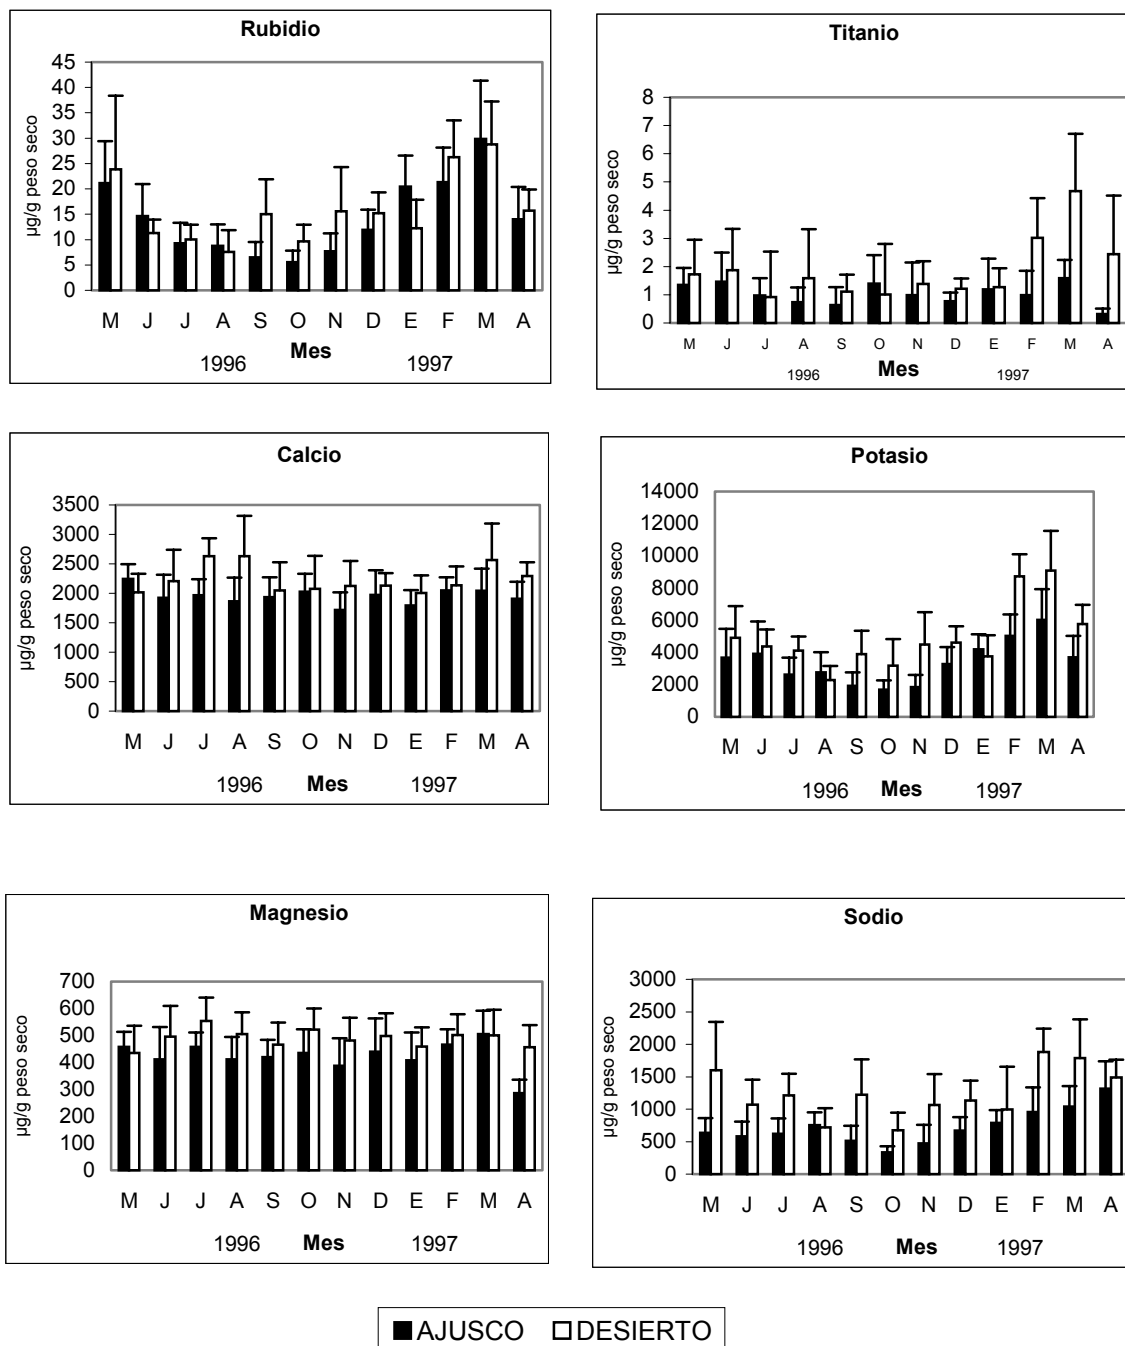 Rubidio
µg/g peso seco
45
40
35
30
25
20
15
10
5
0
M J J A S O N D E F M A
1996 Mes 1997
Titanio
µg/g peso seco
8
7
6
5
4
3
2
1
0
M J J A S O N D E F M A
1996 Mes 1997
Calcio
µg/g peso seco
3500
3000
2500
2000
1500
1000
500
0
M J J A S O N D E F M A
1996 Mes 1997
Potasio
µg/g peso seco
14000
12000
10000
8000
6000
4000
2000
0
M J J A S O N D E F M A
1996 Mes 1997
Magnesio
µg/g peso seco
700
600
500
400
300
200
100
0
M J J A S O N D E F M A
1996 Mes 1997
Sodio
µg/g peso seco
3000
2500
2000
1500
1000
500
0
M J J A S O N D E F M A
1996 Mes 1997
AJUSCO DESIERTO